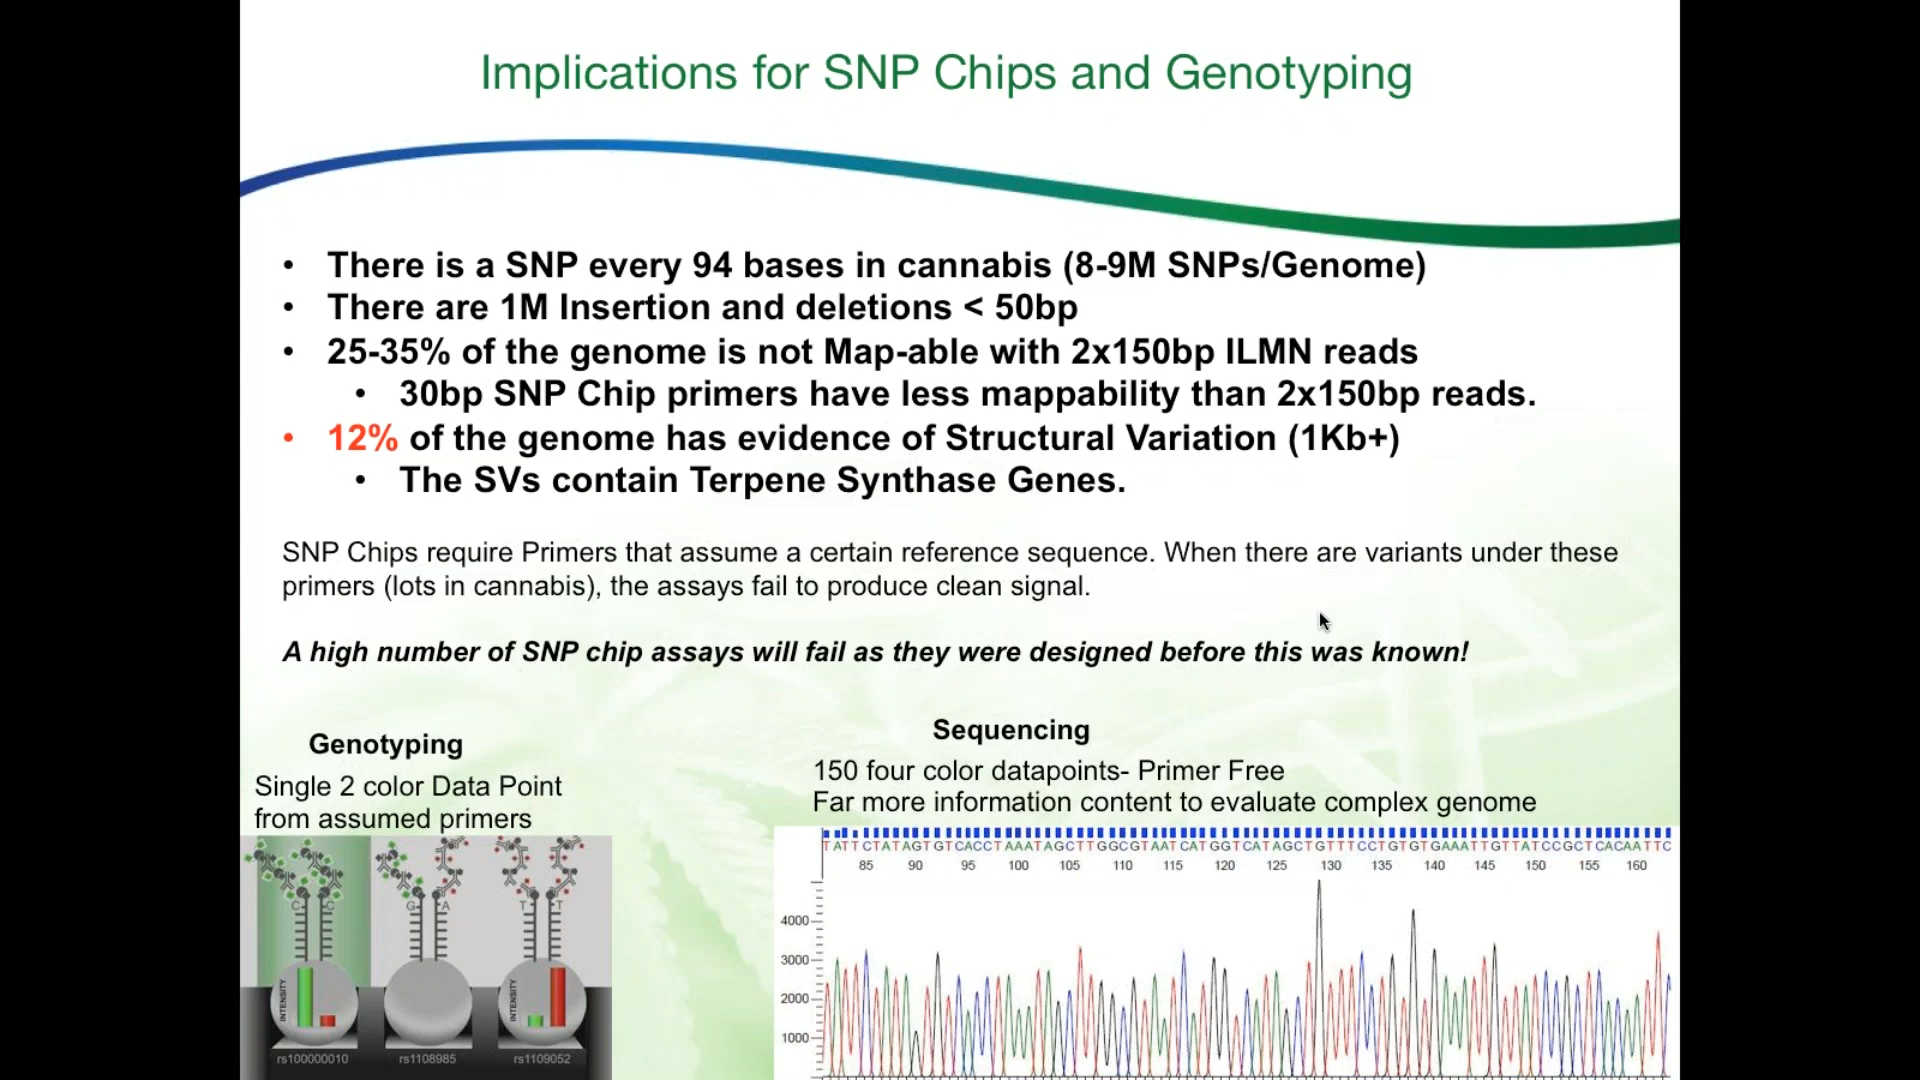 Implications for SNP Chips and Genotyping
• There is a SNP every 94 bases in cannabis (8-9M SNPs/Genome)
• There are 1M Insertion and deletions < 50bp
• 25-35% of the genome is not Map-able with 2x150bp ILMN reads
• 30bp SNP Chip primers have less mappability than 2x150bp reads.
• 12% of the genome has evidence of Structural Variation (1Kb+)
• The SVs contain Terpene Synthase Genes.
SNP Chips require Primers that assume a certain reference sequence. When there are variants under these
primers (lots in cannabis), the assays fail to produce clean signal.
A high number of SNP chip assays will fail as they were designed before this was known!
Genotyping
Single 2 color Data Point
from assumed primers
C C G A T T
INTENSITY INTENSITY
rs100000010 rs1108985 rs1109052
Sequencing
150 four color datapoints- Primer Free
Far more information content to evaluate complex genome
TATTCTATAGTGTCACCTAAATAGCTTGGCGTAATCATGGTCATAGCTGTTTCCTGTGTGAAATTGTTATCCGCTCACAATTC
85 90 95 100 105 110 115 120 125 130 135 140 145 150 155 160
4000
3000
2000
1000